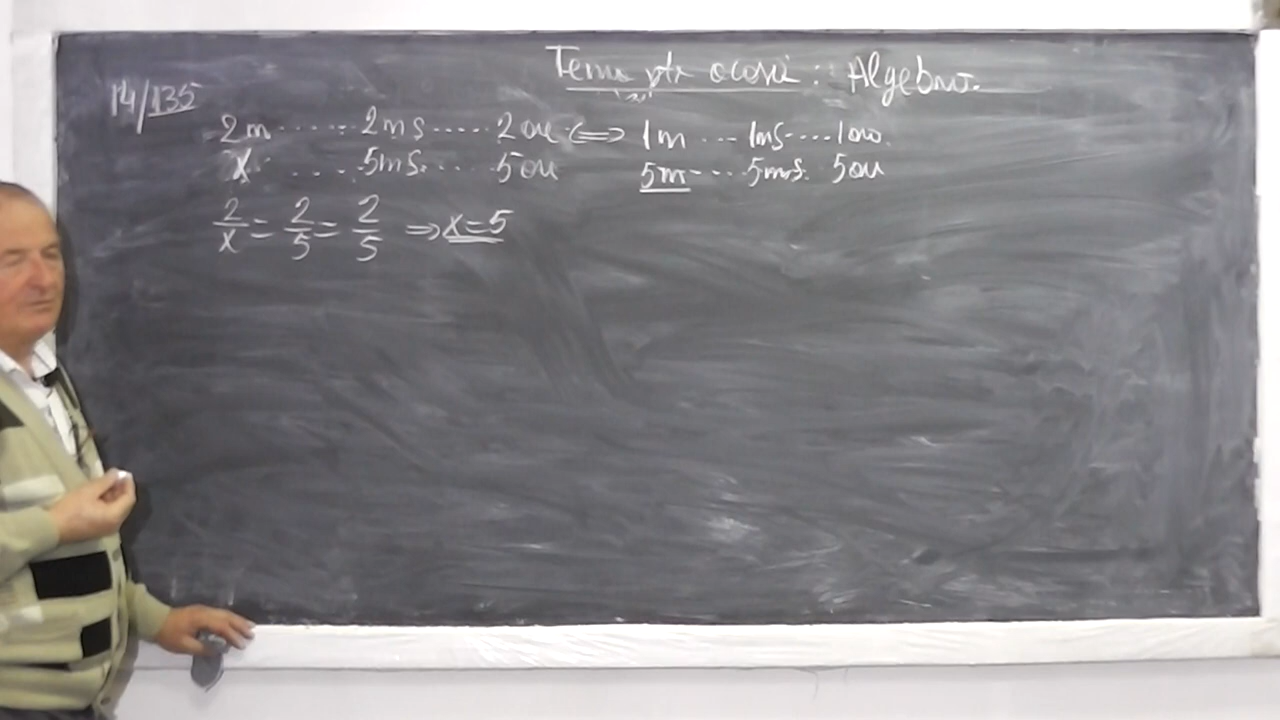 Tema ptr acasă: Algebra.
14/135
2m ...... 2mS ..... 2ou <=> 1m ... 1mS .... 1ou.
x ..... 5mS .... 5ou 5m ... 5mS. 5ou
2/x = 2/5 = 2/5 => x=5